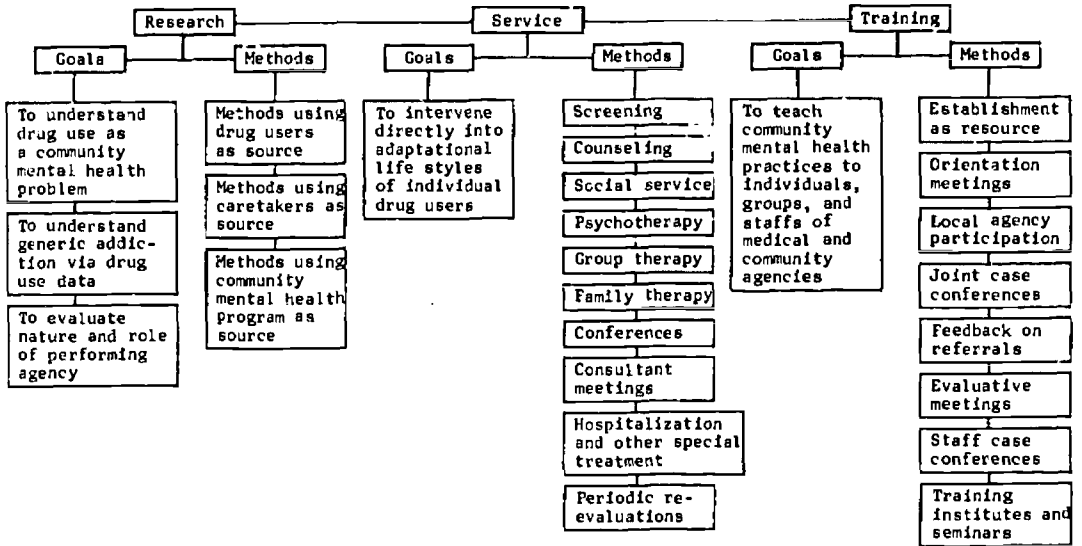 Research
Service
Training
Goals
Methods
Goals
Methods
Goals
Methods
To understand
drug use as
a community
mental health
problem
To understand
generic addic-
tion via drug
use data
To evaluate
nature and role
of performing
agency
Methods using
drug users
as source
Methods using
caretakers as
source
Methods using
community
mental health
program as
source
To intervene
directly into
adaptational
life styles
of individual
drug users
Screening
Counseling
Social service
Psychotherapy
Group therapy
Family therapy
Conferences
Consultant
meetings
Hospitalization
and other special
treatment
Periodic re-
evaluations
To teach
community
mental health
practices to
individuals,
groups, and
staffs of
medical and
community
agencies
Establishment
as resource
Orientation
meetings
Local agency
participation
Joint case
conferences
Feedback on
referrals
Evaluative
meetings
Staff case
conferences
Training
institutes and
seminars